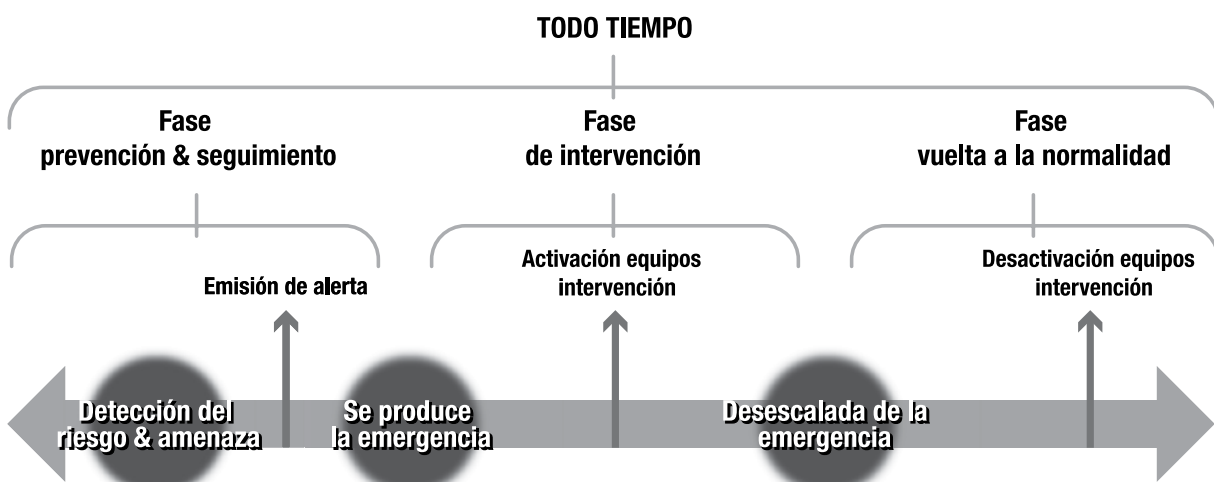 TODO TIEMPO
Fase
prevención & seguimiento
Fase
de intervención
Fase
vuelta a la normalidad
Emisión de alerta
Activación equipos
intervención
Desactivación equipos
intervención
Detección del
riesgo & amenaza
Se produce
la emergencia
Desescalada de la
emergencia